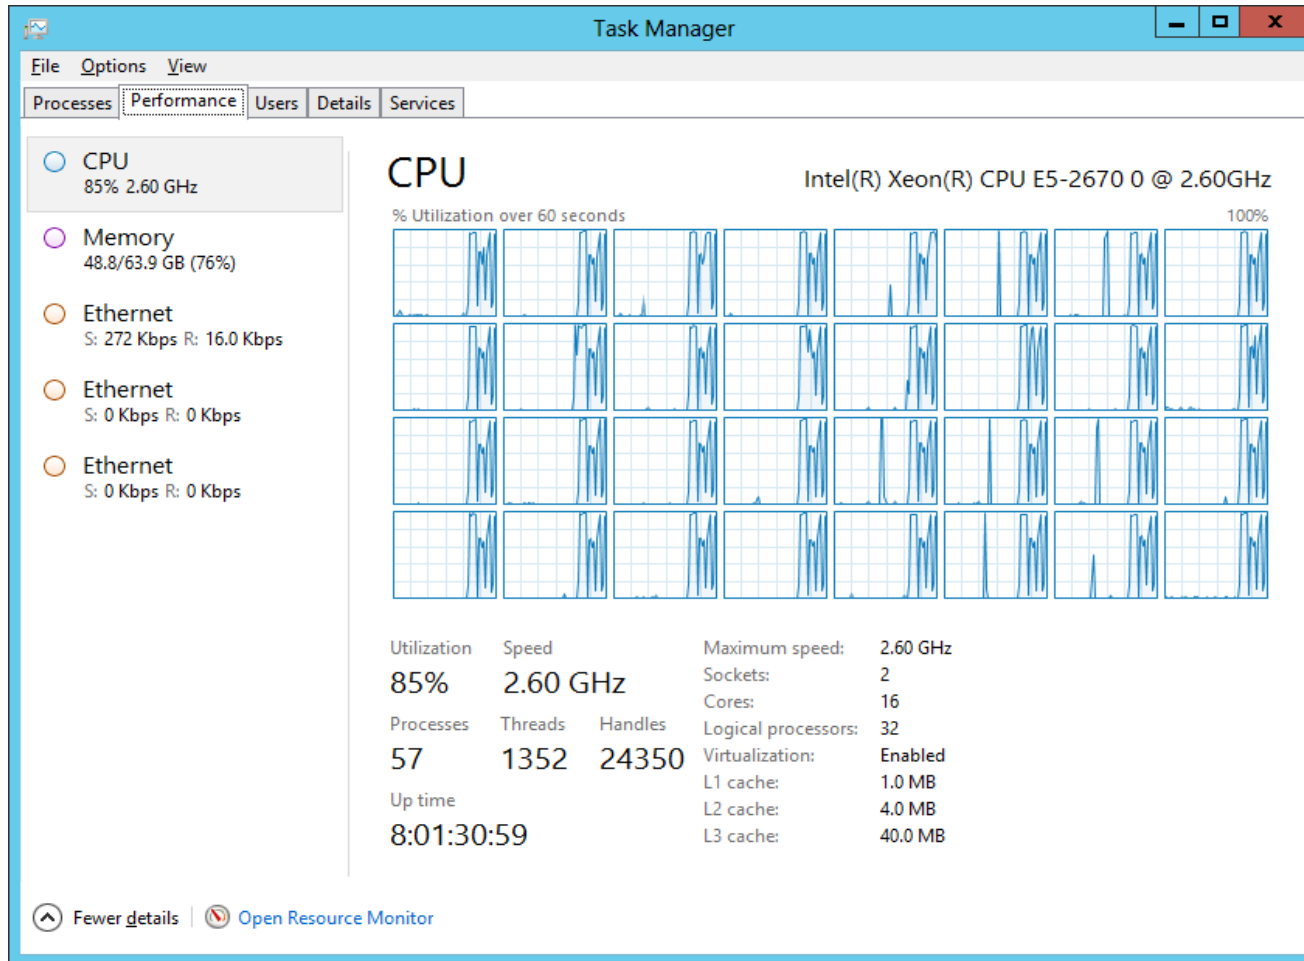 Task Manager
File Options View
Processes Performance Users Details Services
CPU
85% 2.60 GHz
Memory
48.8/63.9 GB (76%)
Ethernet
S: 272 Kbps R: 16.0 Kbps
Ethernet
S: 0 Kbps R: 0 Kbps
Ethernet
S: 0 Kbps R: 0 Kbps
CPU Intel(R) Xeon(R) CPU E5-2670 0 @ 2.60GHz
% Utilization over 60 seconds 100%
Utilization Speed
85% 2.60 GHz
Processes Threads Handles
57 1352 24350
Up time
8:01:30:59
Maximum speed: 2.60 GHz
Sockets: 2
Cores: 16
Logical processors: 32
Virtualization: Enabled
L1 cache: 1.0 MB
L2 cache: 4.0 MB
L3 cache: 40.0 MB
Fewer details Open Resource Monitor